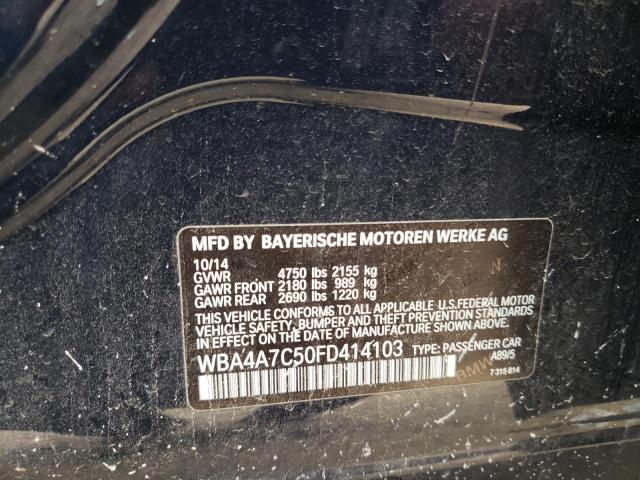 MFD BY BAYERISCHE MOTOREN WERKE AG
10/14
GVWR 4750 lbs 2155 kg
GAWR FRONT 2180 lbs 989 kg
GAWR REAR 2690 lbs 1220 kg
THIS VEHICLE CONFORMS TO ALL APPLICABLE U.S.FEDERAL MOTOR
VEHICLE SAFETY, BUMPER AND THEFT PREVENTION STANDARDS
IN EFFECT ON THE DATE OF MANUFACTURE SHOWN ABOVE.
WBA4A7C50FD414103 TYPE: PASSENGER CAR
A89/5
BMW
7 315 814